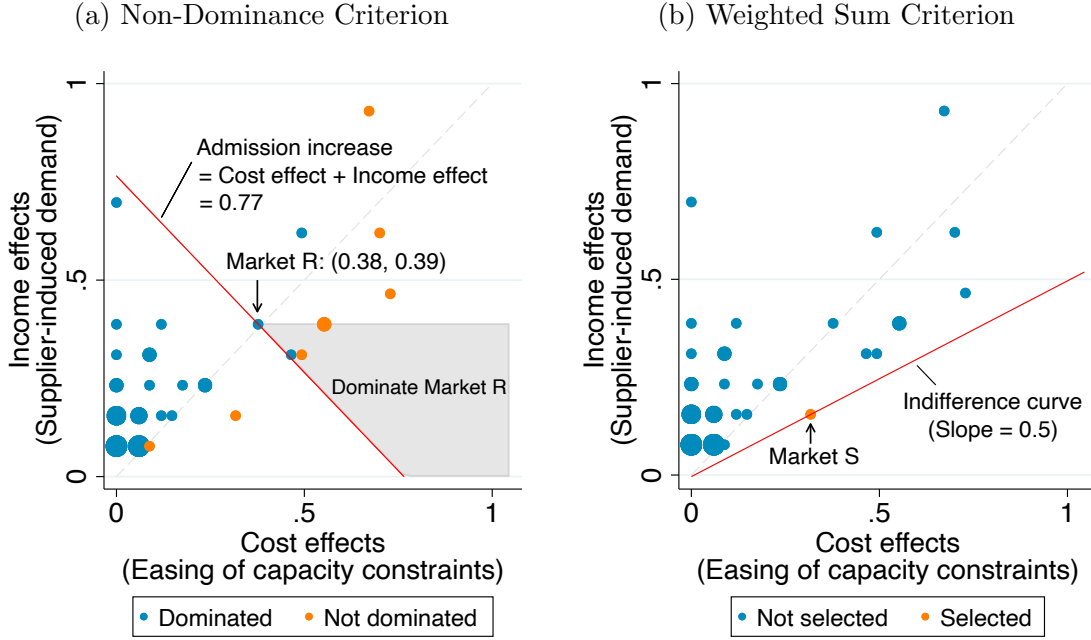 (a) Non-Dominance Criterion
Income effects
(Supplier-induced demand)
1
.5
0
Admission increase
= Cost effect + Income effect
= 0.77
Market R: (0.38, 0.39)
Dominate Market R
0 .5 1
Cost effects
(Easing of capacity constraints)
Dominated Not dominated
(b) Weighted Sum Criterion
Income effects
(Supplier-induced demand)
1
.5
0
Indifference curve
(Slope = 0.5)
Market S
0 .5 1
Cost effects
(Easing of capacity constraints)
Not selected Selected